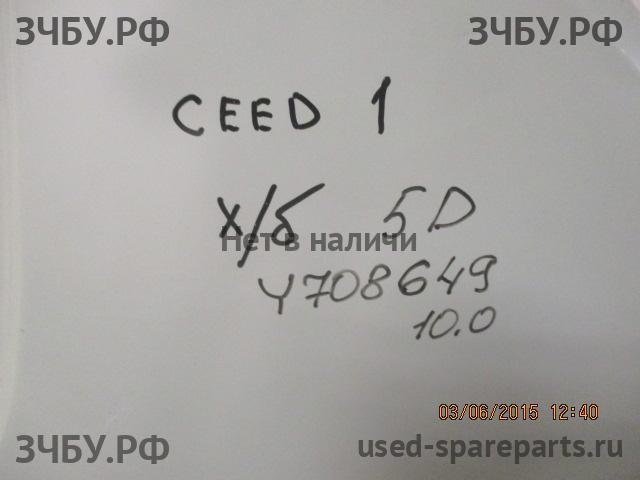 ЗЧБУ.РФ ЗЧБУ.РФ
CEED 1
х/б 5D
Нет в наличи
У708649
10.0
03/06/2015 12:40
ЗЧБУ.РФ used-spareparts.ru